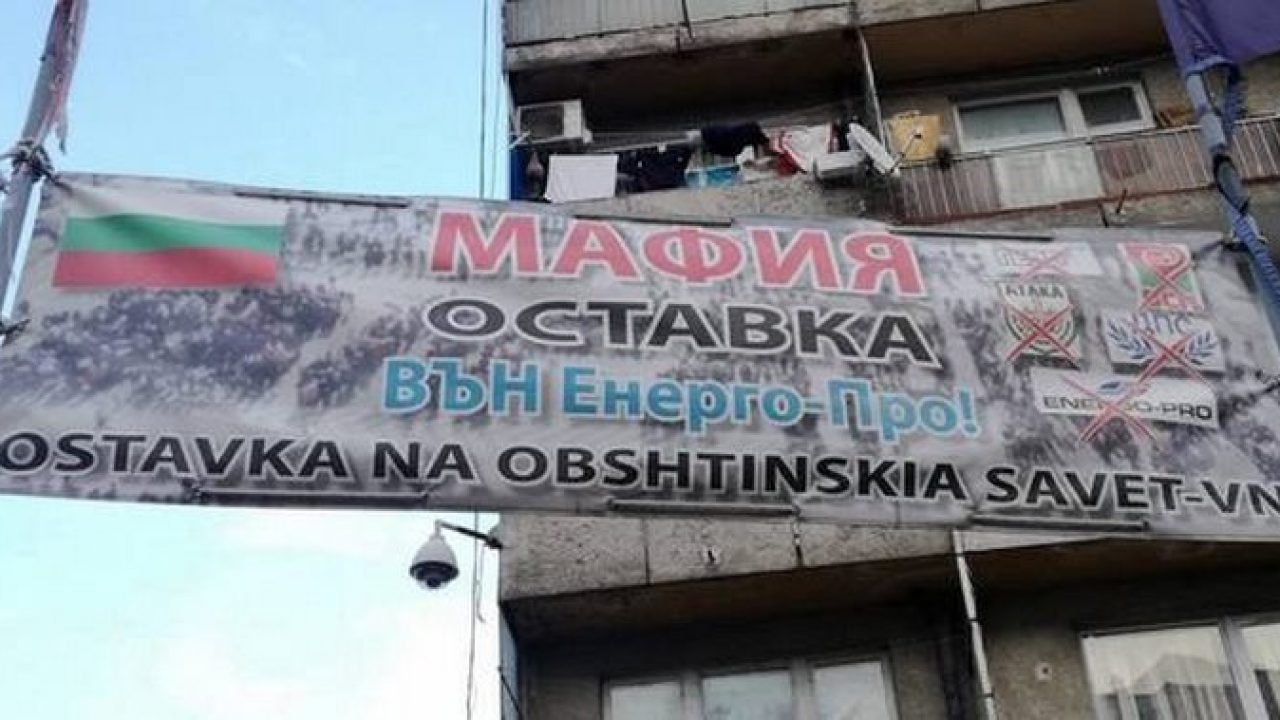 МАФИЯ
ОСТАВКА
ВЪН Енерго-Про!
OSTAVKA NA OBSHTINSKIA SAVET-VN
АТАКА
ENERGO-PRO